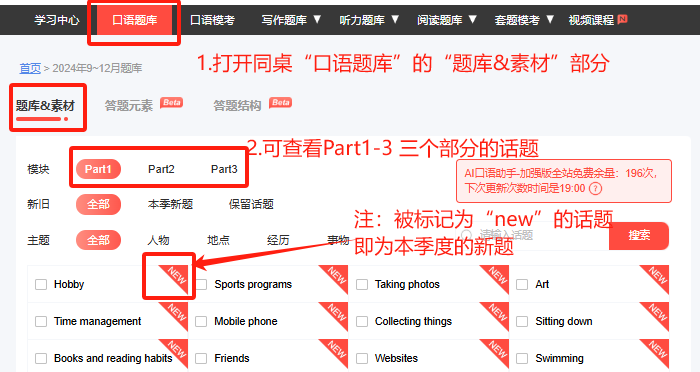 学习中心 口语题库 口语模考 写作题库 ▼ 听力题库 ▼ 阅读题库 ▼ 套题模考 ▼ 视频课程 N
首页 > 2024年9~12月题库
1.打开同桌“口语题库”的“题库&素材”部分
题库&素材 答题元素 Beta 答题结构 Beta
2.可查看Part1-3 三个部分的话题
模块 Part1 Part2 Part3
AI口语助手-加强版全站免费余量：196次，
下次更新次数时间是19:00 ?
新旧 全部 本季新题 保留话题
注：被标记为“new”的话题
即为本季度的新题
主题 全部 人物 地点 经历 事物 请输入话题 搜索
Hobby NEW Sports programs NEW Taking photos NEW Art NEW
Time management NEW Mobile phone NEW Collecting things NEW Sitting down NEW
Books and reading habits NEW Friends NEW Websites NEW Swimming NEW